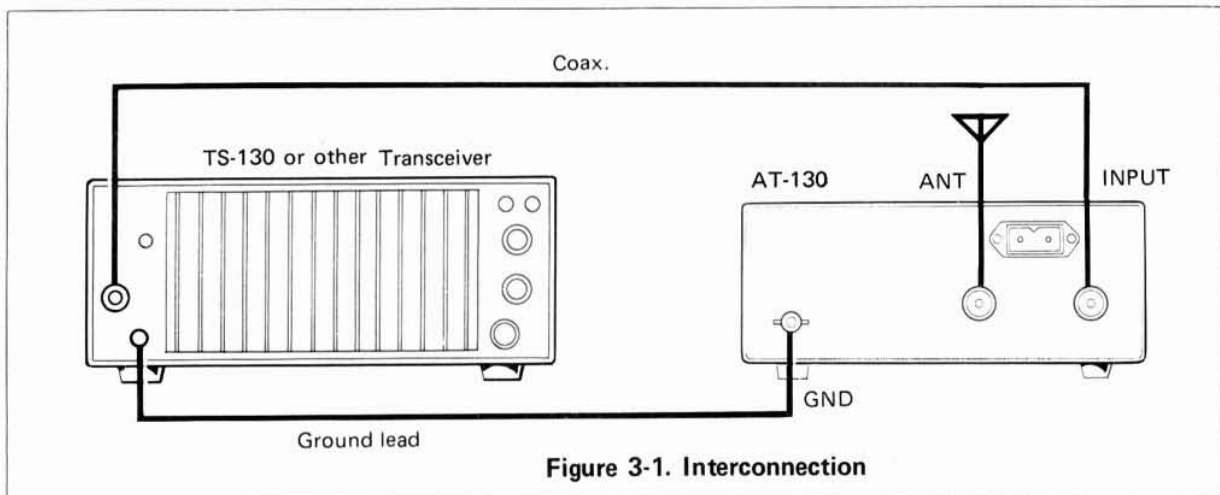 Coax.
TS-130 or other Transceiver
AT-130
ANT
INPUT
GND
Ground lead
Figure 3-1. Interconnection